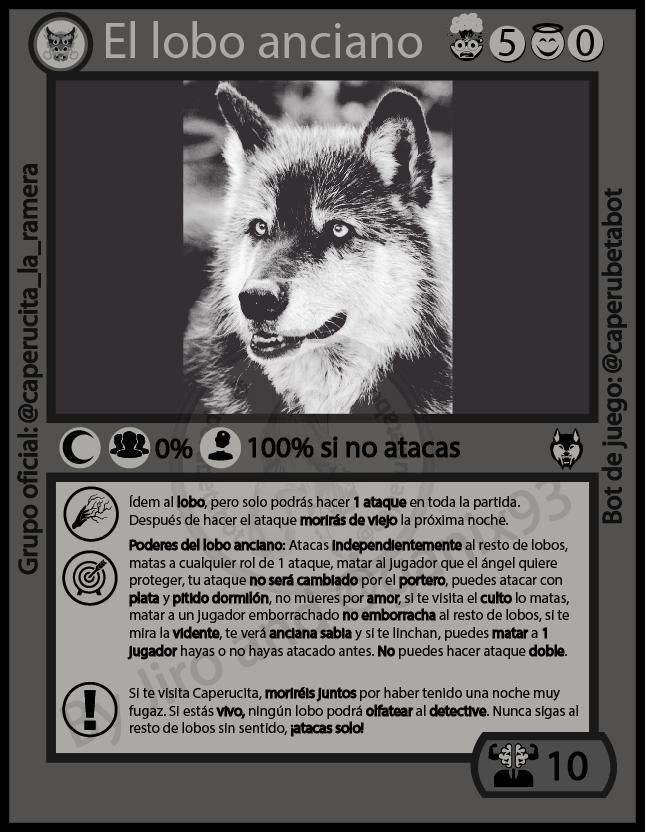 El lobo anciano 5 0
Grupo oficial: @caperucita_la_ramera
Bot de juego: @caperubetabot
0% 100% si no atacas
Ídem al lobo, pero solo podrás hacer 1 ataque en toda la partida.
Después de hacer el ataque morirás de viejo la próxima noche.
Poderes del lobo anciano: Atacas independientemente al resto de lobos,
matas a cualquier rol de 1 ataque, matar al jugador que el ángel quiere
proteger, tu ataque no será cambiado por el portero, puedes atacar con
plata y pitido dormilón, no mueres por amor, si te visita el culto lo matas,
matar a un jugador emborrachado no emborracha al resto de lobos, si te
mira la vidente, te verá anciana sabia y si te linchan, puedes matar a 1
jugador hayas o no hayas atacado antes. No puedes hacer ataque doble.
Si te visita Caperucita, moriréis juntos por haber tenido una noche muy
fugaz. Si estás vivo, ningún lobo podrá olfatear al detective. Nunca sigas al
resto de lobos sin sentido, ¡atacas solo!
10